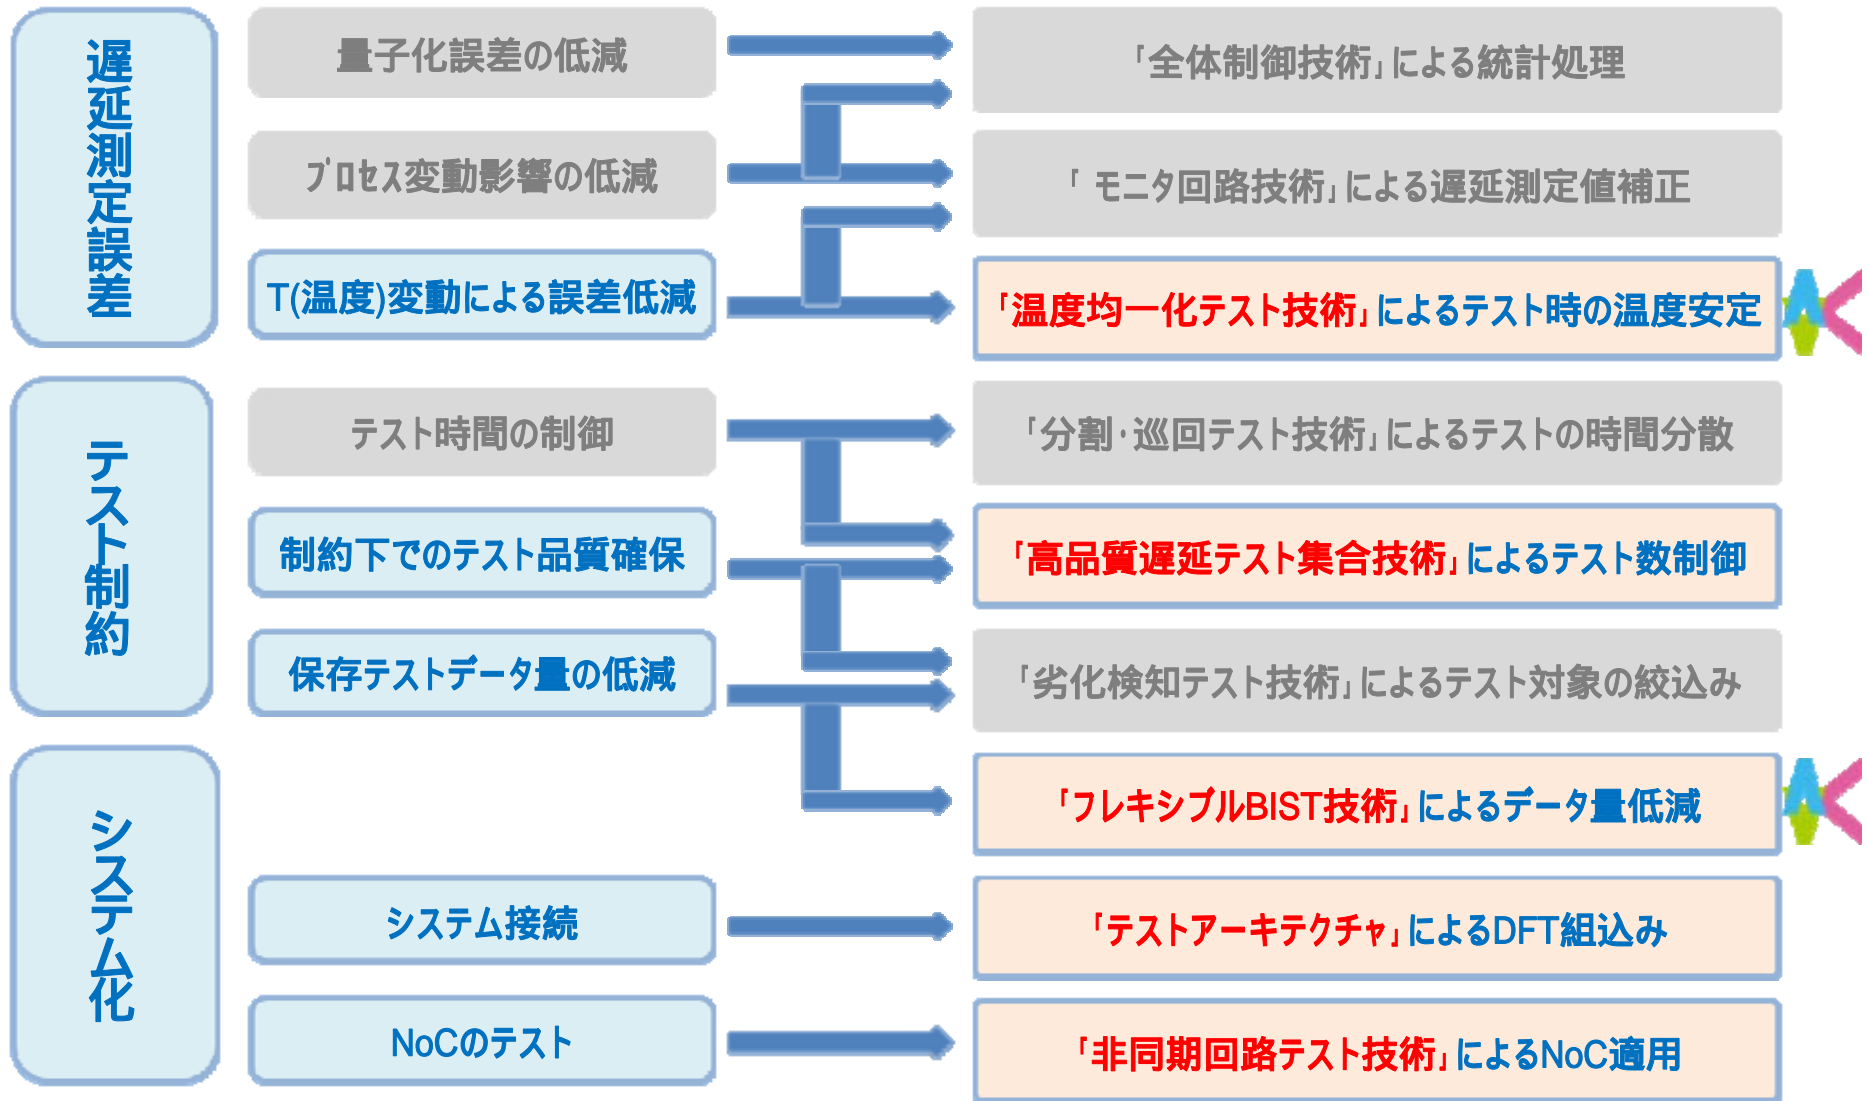 遅延測定誤差
量子化誤差の低減
「全体制御技術」による統計処理
プロセス変動影響の低減
「 モニタ回路技術」による遅延測定値補正
T(温度)変動による誤差低減
「温度均一化テスト技術」によるテスト時の温度安定
テスト制約
テスト時間の制御
「分割・巡回テスト技術」によるテストの時間分散
制約下でのテスト品質確保
「高品質遅延テスト集合技術」によるテスト数制御
保存テストデータ量の低減
「劣化検知テスト技術」によるテスト対象の絞込み
システム化
「フレキシブルBIST技術」によるデータ量低減
システム接続
「テストアーキテクチャ」によるDFT組込み
NoCのテスト
「非同期回路テスト技術」によるNoC適用